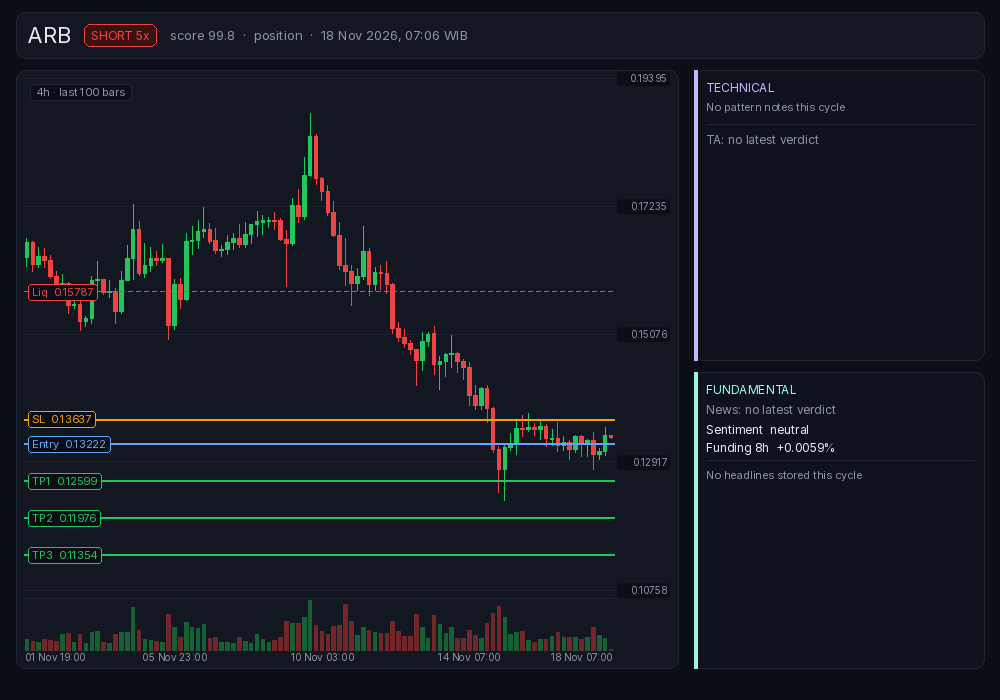 ARB SHORT 5x score 99.8 · position · 18 Nov 2026, 07:06 WIB
4h · last 100 bars
0.19395
0.17235
Liq 0.15787
0.15076
SL 0.13637
Entry 0.13222
0.12917
TP1 0.12599
TP2 0.11976
TP3 0.11354
0.10758
01 Nov 19:00 05 Nov 23:00 10 Nov 03:00 14 Nov 07:00 18 Nov 07:00
TECHNICAL
No pattern notes this cycle
TA: no latest verdict
FUNDAMENTAL
News: no latest verdict
Sentiment neutral
Funding 8h +0.0059%
No headlines stored this cycle